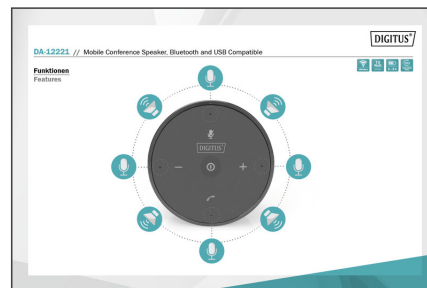 DIGITUS®
DA-12221 // Mobile Conference Speaker, Bluetooth and USB Compatible
Funktionen
Features
DIGITUS